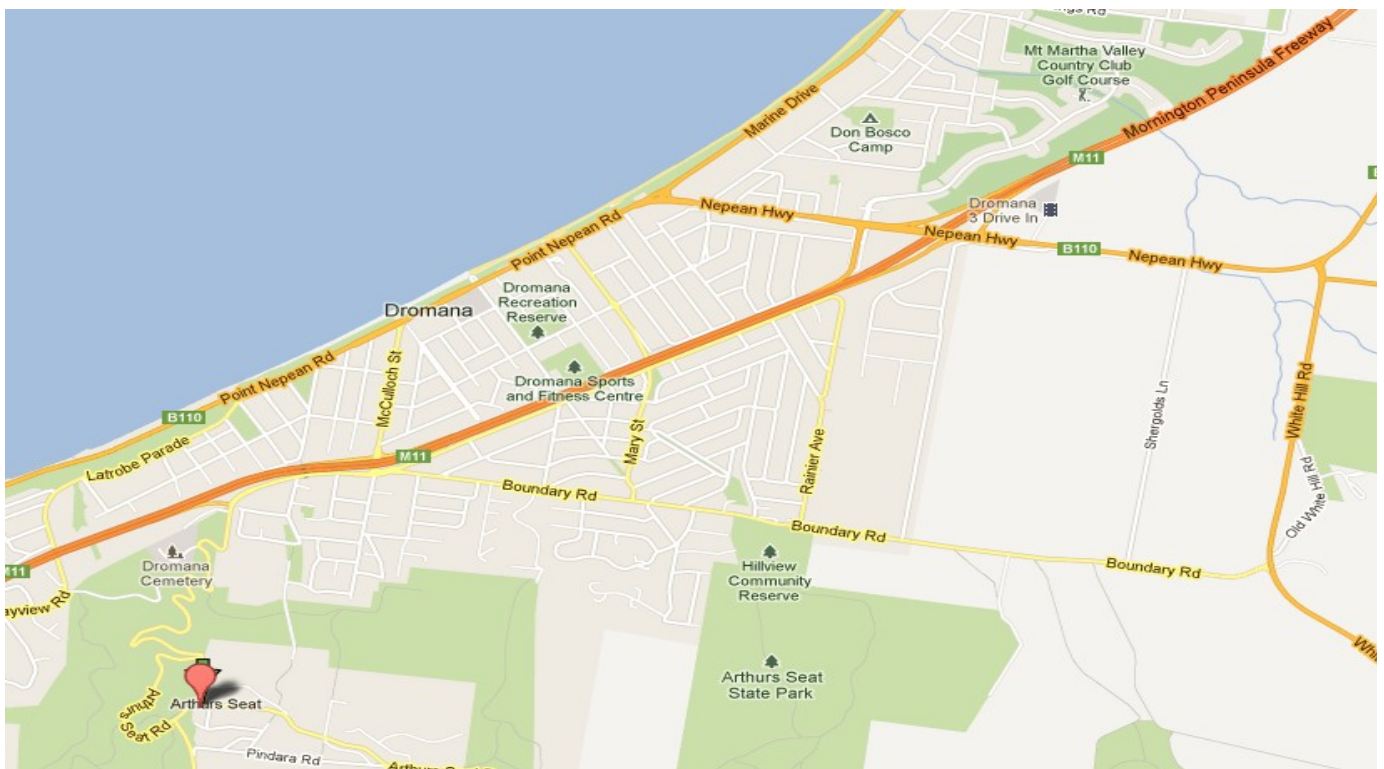 Mt Martha Valley
Country Club
Golf Course
Mornington Peninsula Freeway
Marine Drive
Don Bosco
Camp
M11
Nepean Hwy
Dromana
3 Drive In
Nepean Hwy
B110
Nepean Hwy
Point Nepean Rd
Dromana
Recreation
Reserve
Dromana
Point Nepean Rd
McCulloch St
Dromana Sports
and Fitness Centre
White Hill Rd
Shergolds Ln
B110
Latrobe Parade
M11
Mary St
Rainier Ave
Boundary Rd
Old White Hill Rd
Boundary Rd
Boundary Rd
M11
Dromana
Cemetery
Hillview
Community
Reserve
Arthurs Seat
State Park
Arthurs Seat
Arthurs
Seat Rd
Pindara Rd